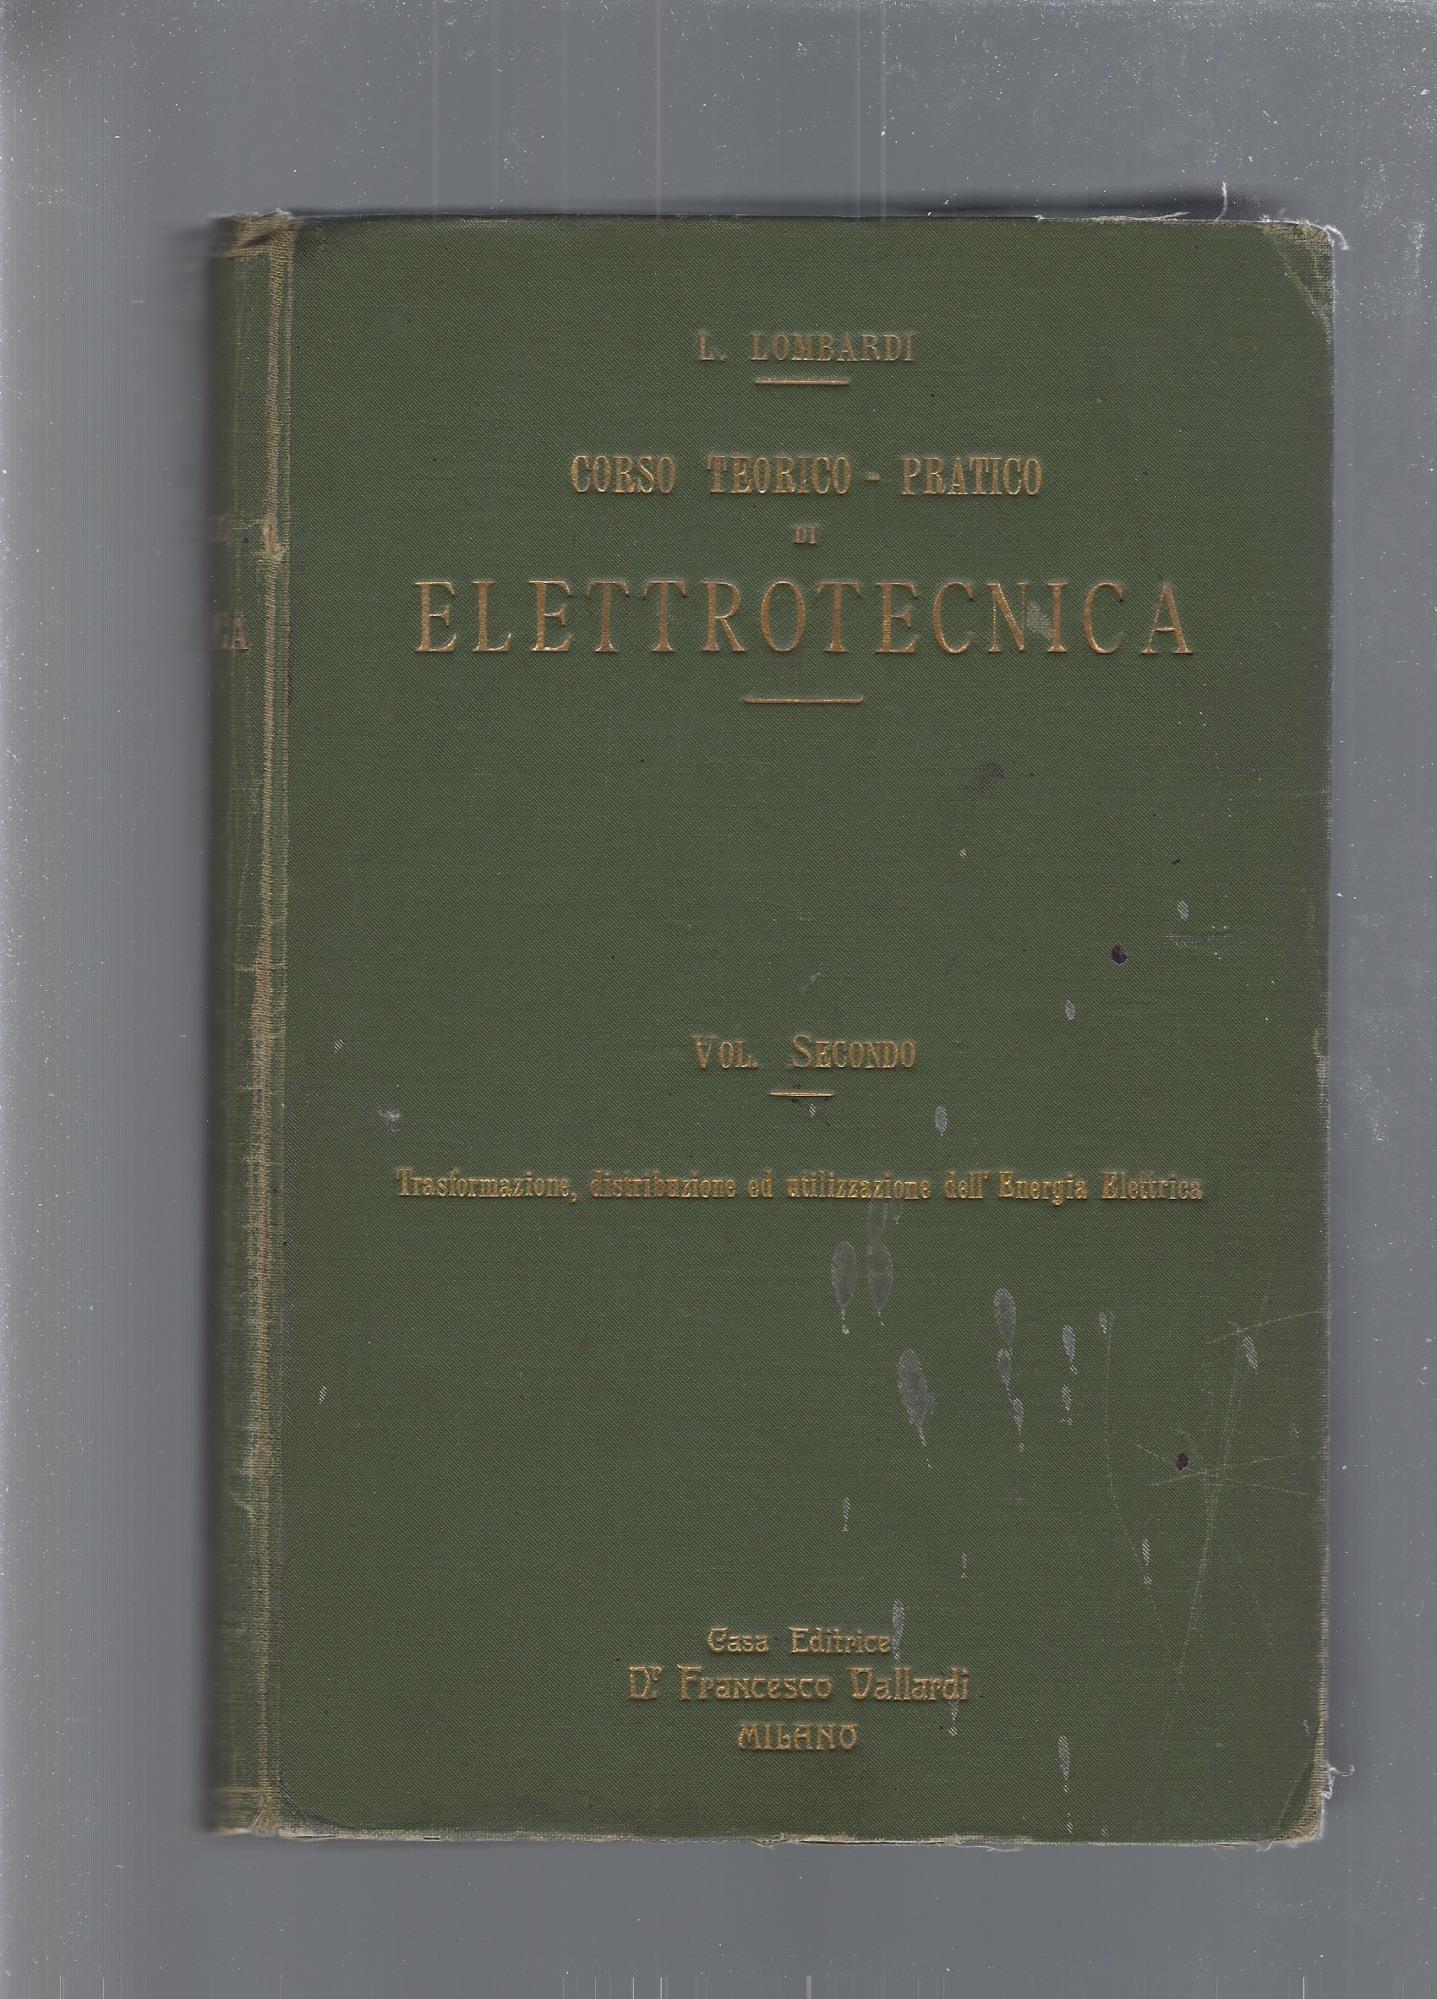 L. LOMBARDI
CORSO TEORICO - PRATICO
DI
ELETTROTECNICA
VOL. SECONDO
Trasformazione, distribuzione ed utilizzazione dell' Energia Elettrica
Casa Editrice
Dr. Francesco Vallardi
MILANO